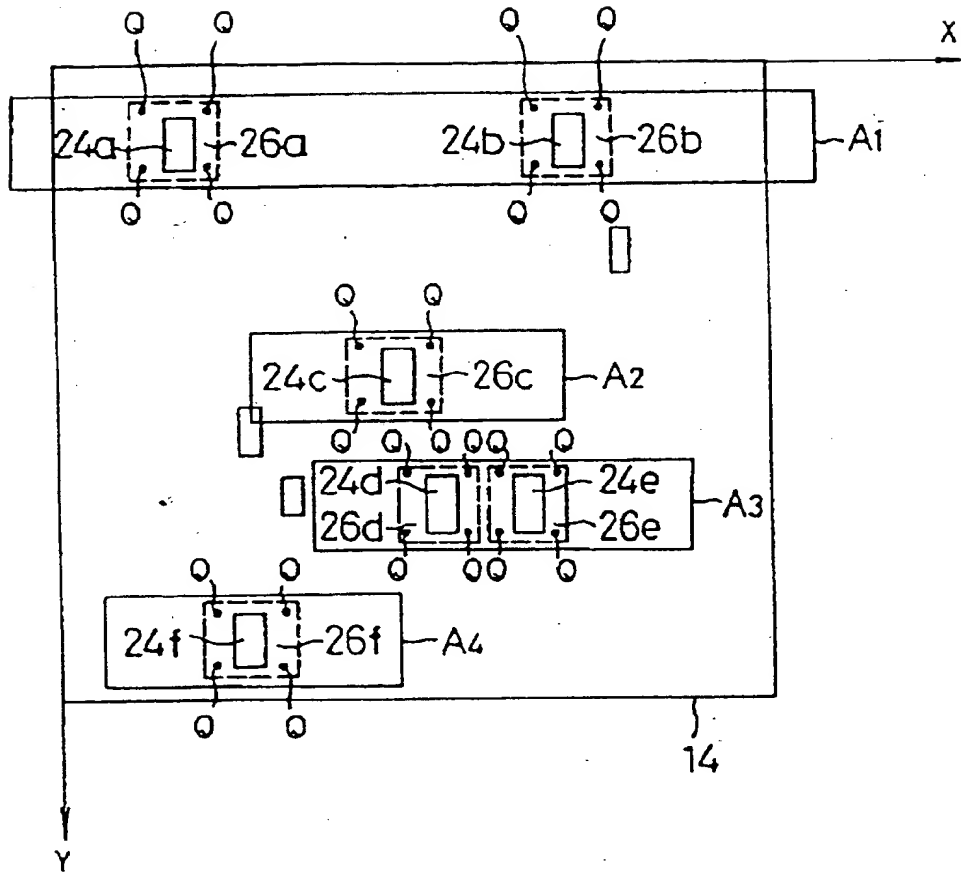 Q Q Q Q X
24a 26a 24b 26b A1
Q Q Q Q
Q Q
24c 26c A2
Q Q Q Q Q Q
24d 24e A3
26d 26e
Q Q Q Q Q Q
24f 26f A4
Q Q
14
Y